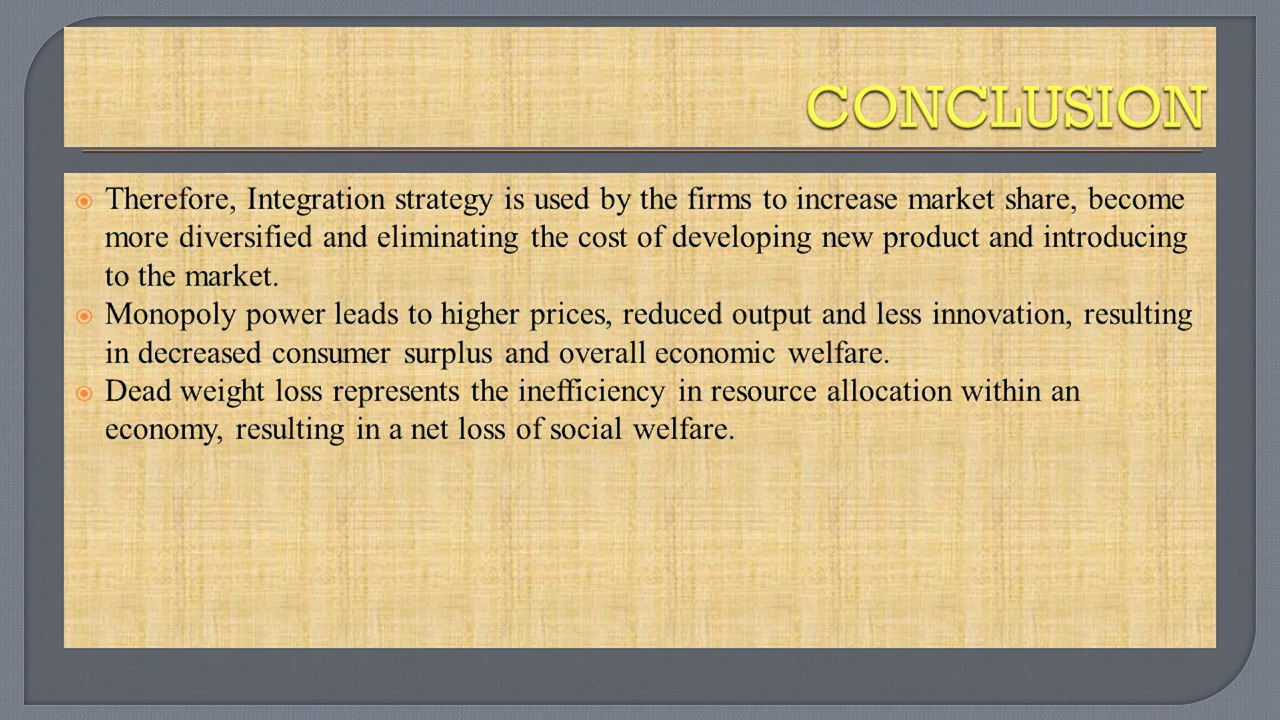 CONCLUSION
Therefore, Integration strategy is used by the firms to increase market share, become
more diversified and eliminating the cost of developing new product and introducing
to the market.
Monopoly power leads to higher prices, reduced output and less innovation, resulting
in decreased consumer surplus and overall economic welfare.
Dead weight loss represents the inefficiency in resource allocation within an
economy, resulting in a net loss of social welfare.